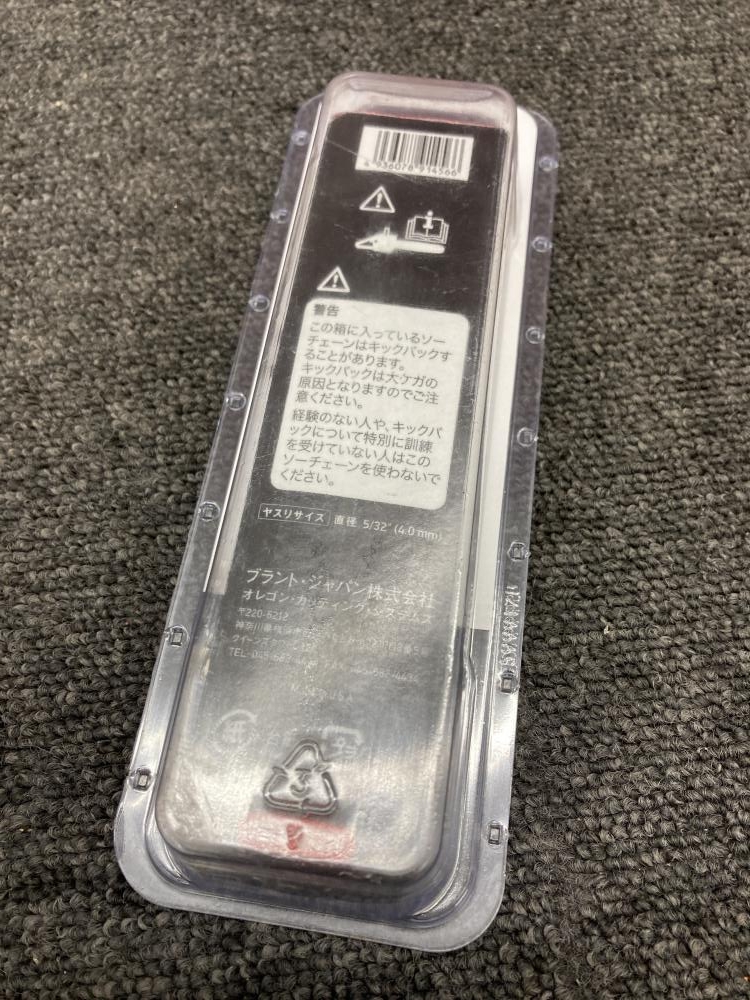 4 936078 914566
警告
この箱に入っているソー
チェーンはキックバックす
ることがあります。
キックバックは大ケガの
原因となりますのでご注
意ください。
経験のない人や、キックバ
ックについて特別に訓練
を受けていない人はこの
ソーチェーンを使わないで
ください。
ヤスリサイズ 直径 5/32" (4.0 mm)
ブラント・ジャパン株式会社
オレゴン・カッティング・システムズ
〒220-6212